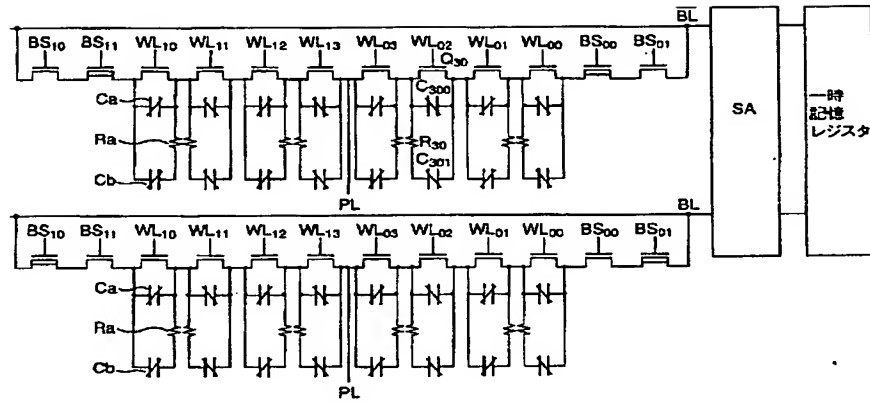 BL
BS10 BS11 WL10 WL11 WL12 WL13 WL03 WL02 WL01 WL00 BS00 BS01
Q30
Ca C300
Ra R30
C301
Cb
PL
SA
一時
記憶
レジスタ
BL
BS10 BS11 WL10 WL11 WL12 WL13 WL03 WL02 WL01 WL00 BS00 BS01
Ca
Ra
Cb
PL